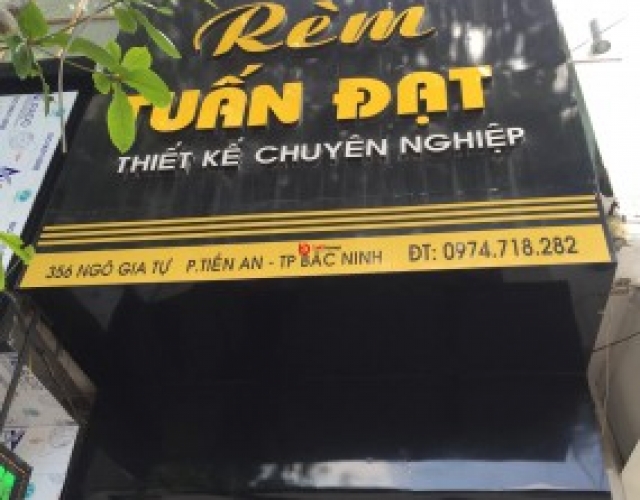 Rèm
TUẤN ĐẠT
THIẾT KẾ CHUYÊN NGHIỆP
356 NGÔ GIA TỰ P.TIỀN AN - TP BẮC NINH ĐT: 0974.718.282